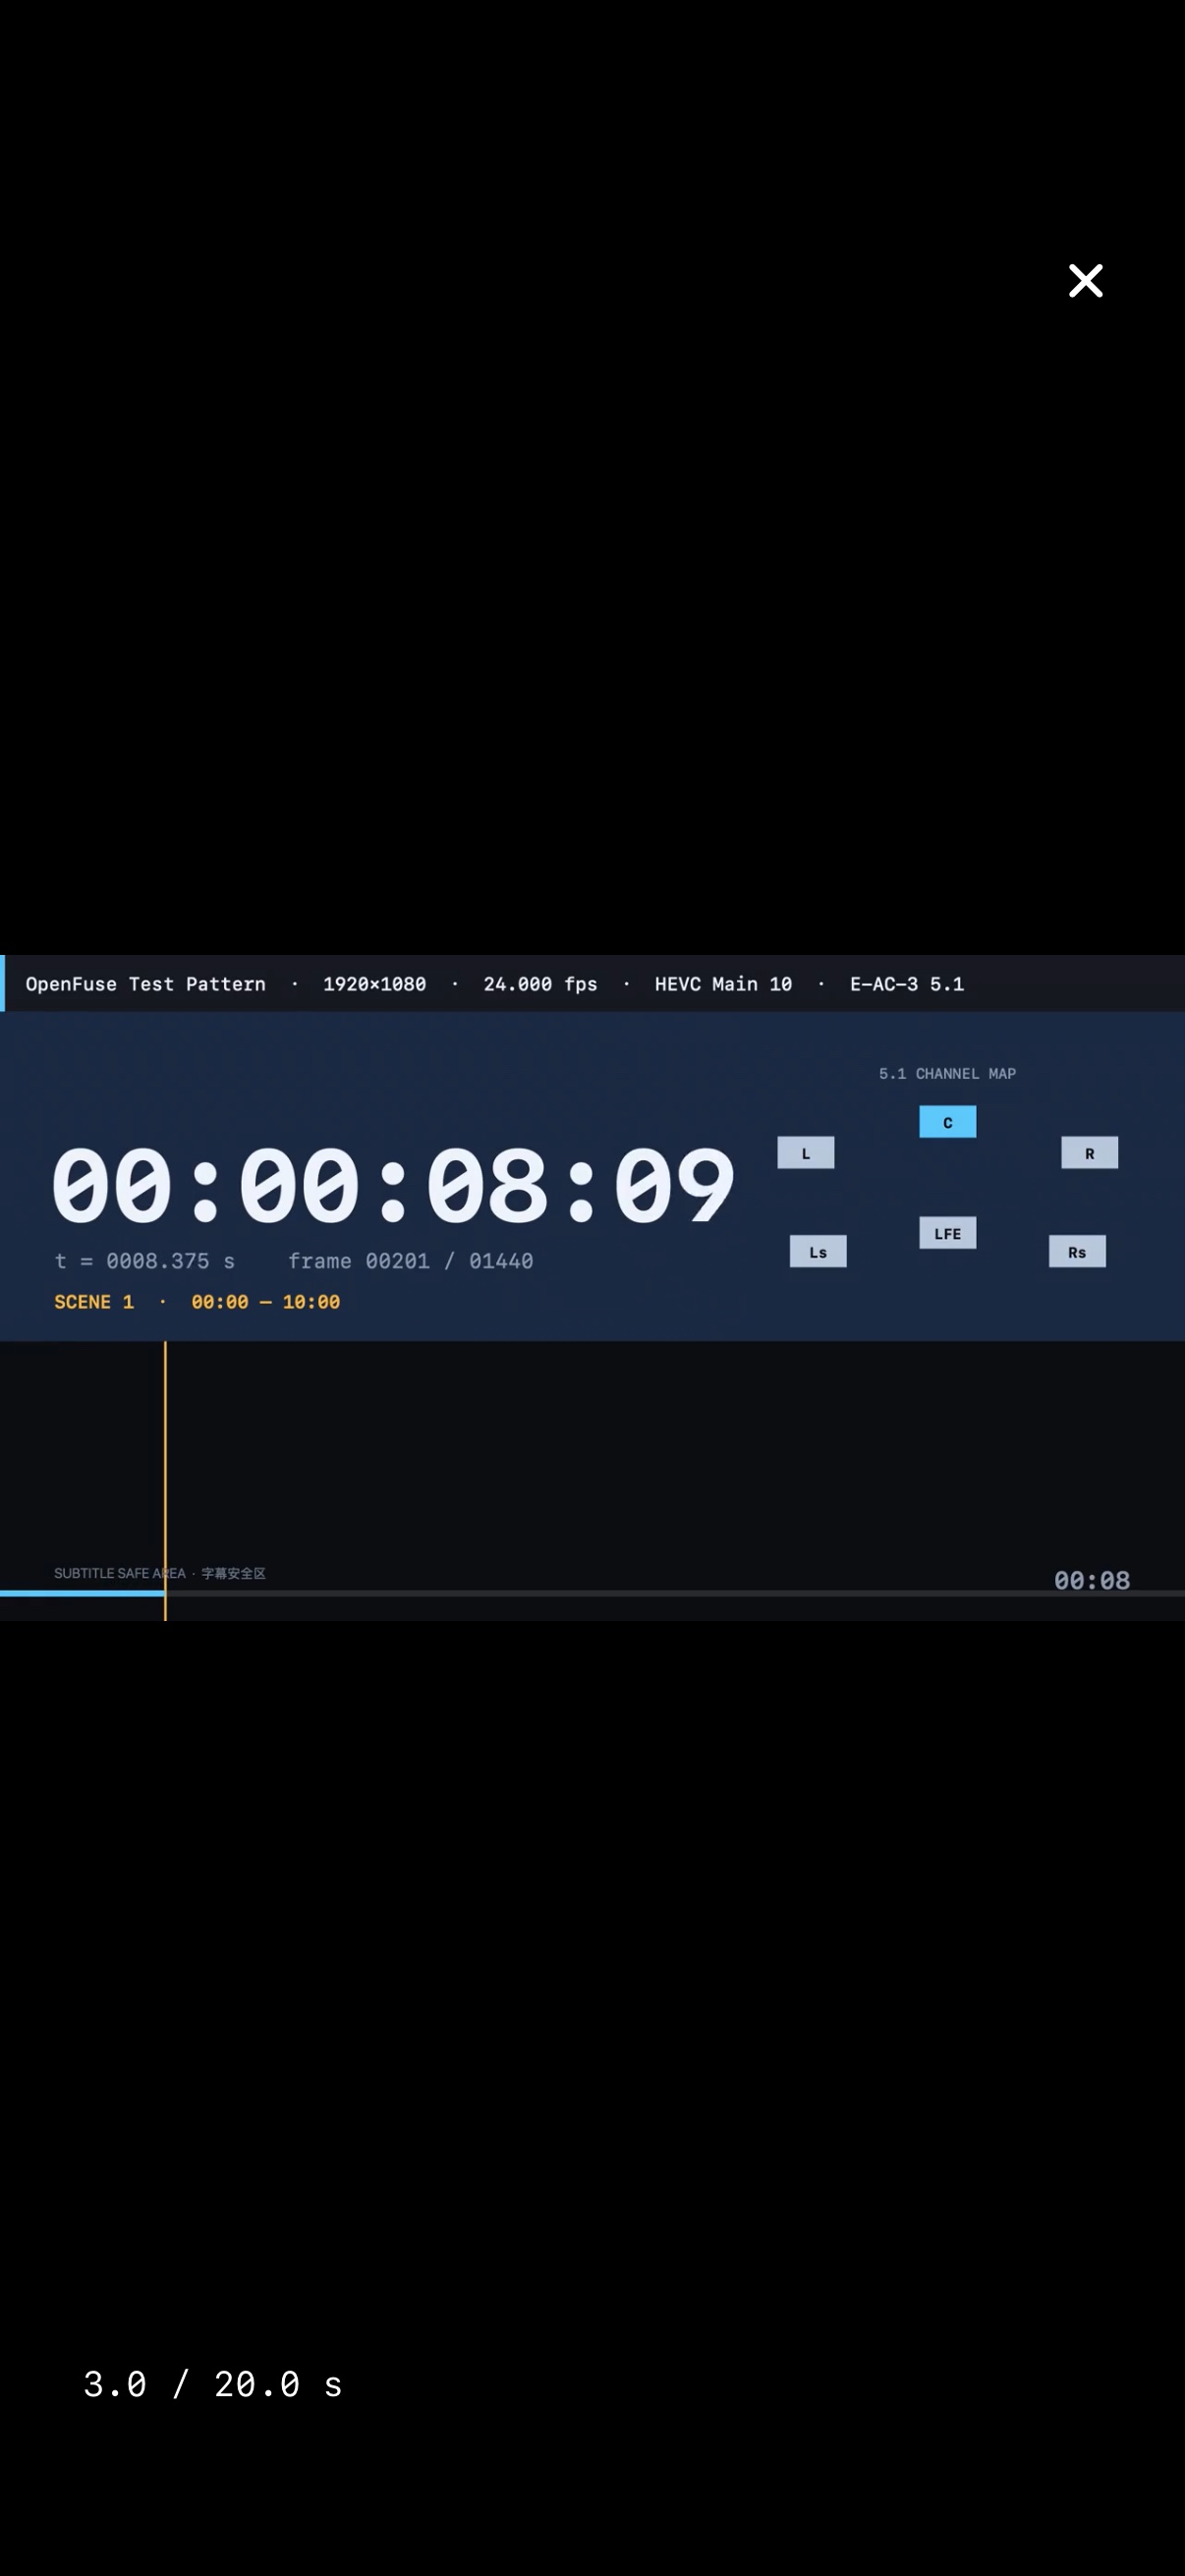 OpenFuse Test Pattern · 1920×1080 · 24.000 fps · HEVC Main 10 · E-AC-3 5.1
5.1 CHANNEL MAP
C
L
R
00:00:08:09
LFE
Ls
Rs
t = 0008.375 s frame 00201 / 01440
SCENE 1 · 00:00 — 10:00
SUBTITLE SAFE AREA · 字幕安全区
00:08
3.0 / 20.0 s